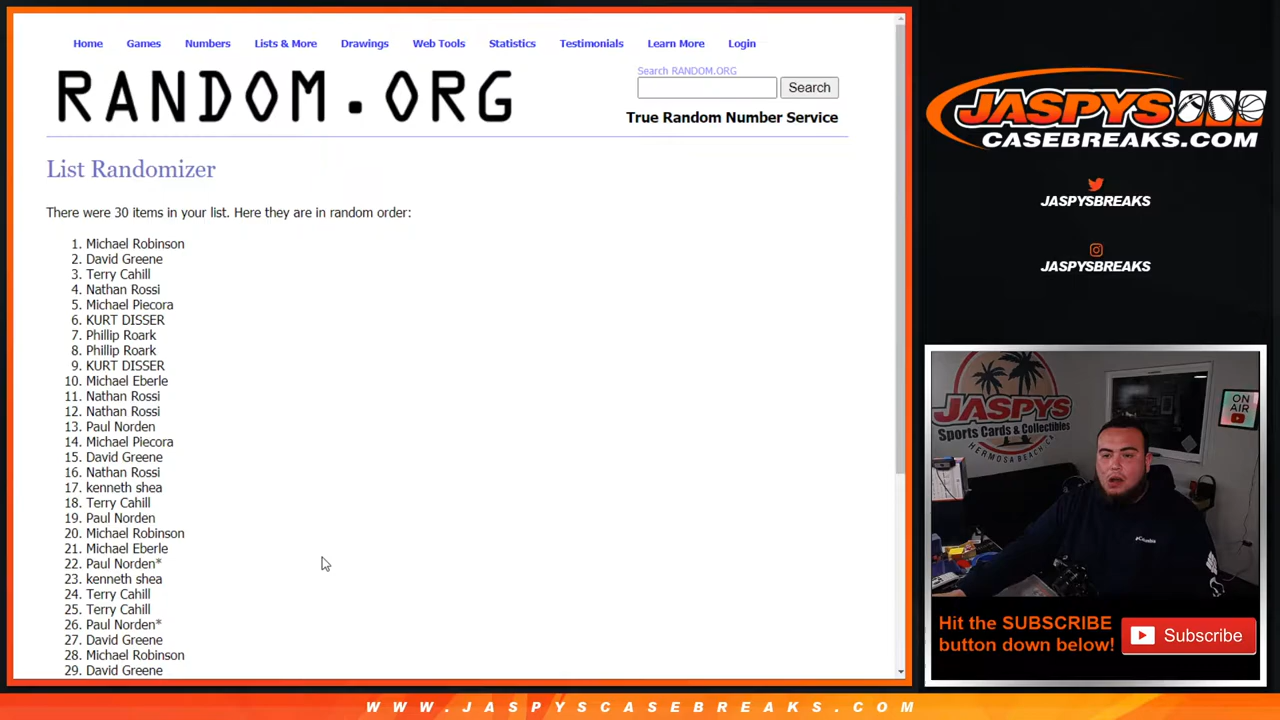 Home Games Numbers Lists & More Drawings Web Tools Statistics Testimonials Learn More Login
RANDOM.ORG
Search RANDOM.ORG
Search
True Random Number Service
List Randomizer
There were 30 items in your list. Here they are in random order:
1. Michael Robinson
2. David Greene
3. Terry Cahill
4. Nathan Rossi
5. Michael Piecora
6. KURT DISSER
7. Phillip Roark
8. Phillip Roark
9. KURT DISSER
10. Michael Eberle
11. Nathan Rossi
12. Nathan Rossi
13. Paul Norden
14. Michael Piecora
15. David Greene
16. Nathan Rossi
17. kenneth shea
18. Terry Cahill
19. Paul Norden
20. Michael Robinson
21. Michael Eberle
22. Paul Norden*
23. kenneth shea
24. Terry Cahill
25. Terry Cahill
26. Paul Norden*
27. David Greene
28. Michael Robinson
29. David Greene
JASPYS
CASEBREAKS.COM
JASPYSBREAKS
JASPYSBREAKS
JASPYS
Sports Cards & Collectibles
HERMOSA BEACH, CA
ON
AIR
Columbia
Hit the SUBSCRIBE
button down below!
Subscribe
WWW.JASPYSCASEBREAKS.COM